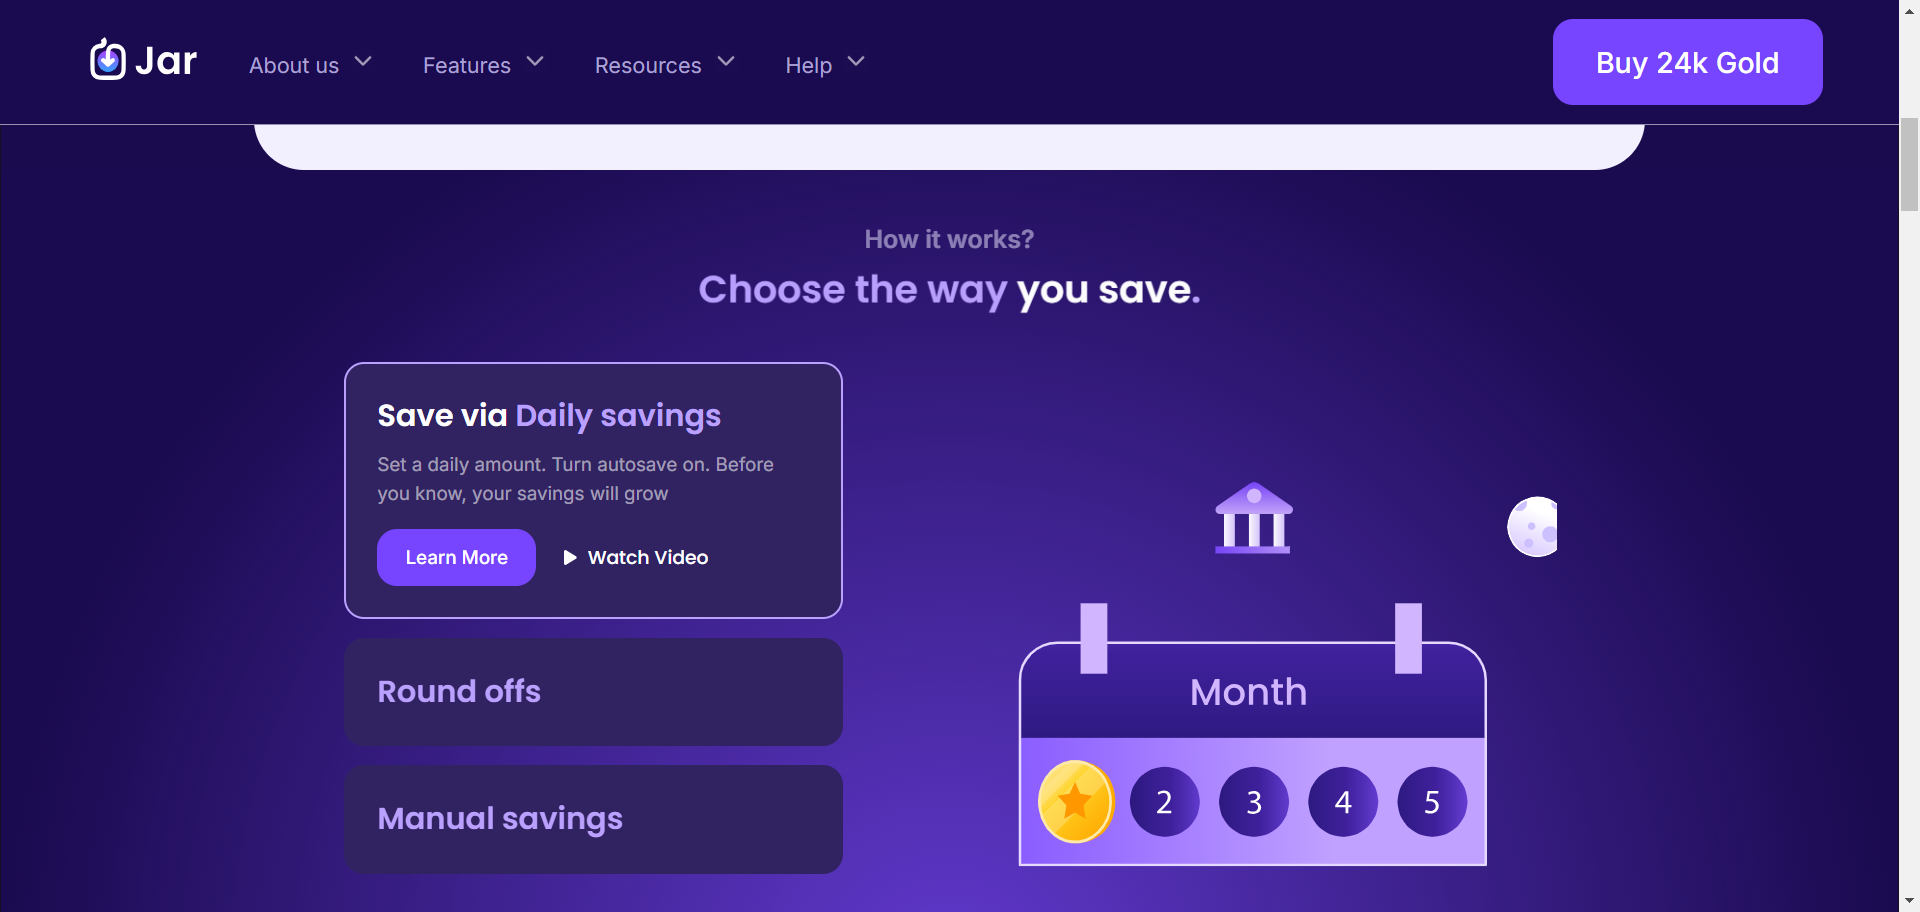 Jar
About us
Features
Resources
Help
Buy 24k Gold
How it works?
Choose the way you save.
Save via Daily savings
Set a daily amount. Turn autosave on. Before
you know, your savings will grow
Learn More
Watch Video
Round offs
Manual savings
Month
2 3 4 5